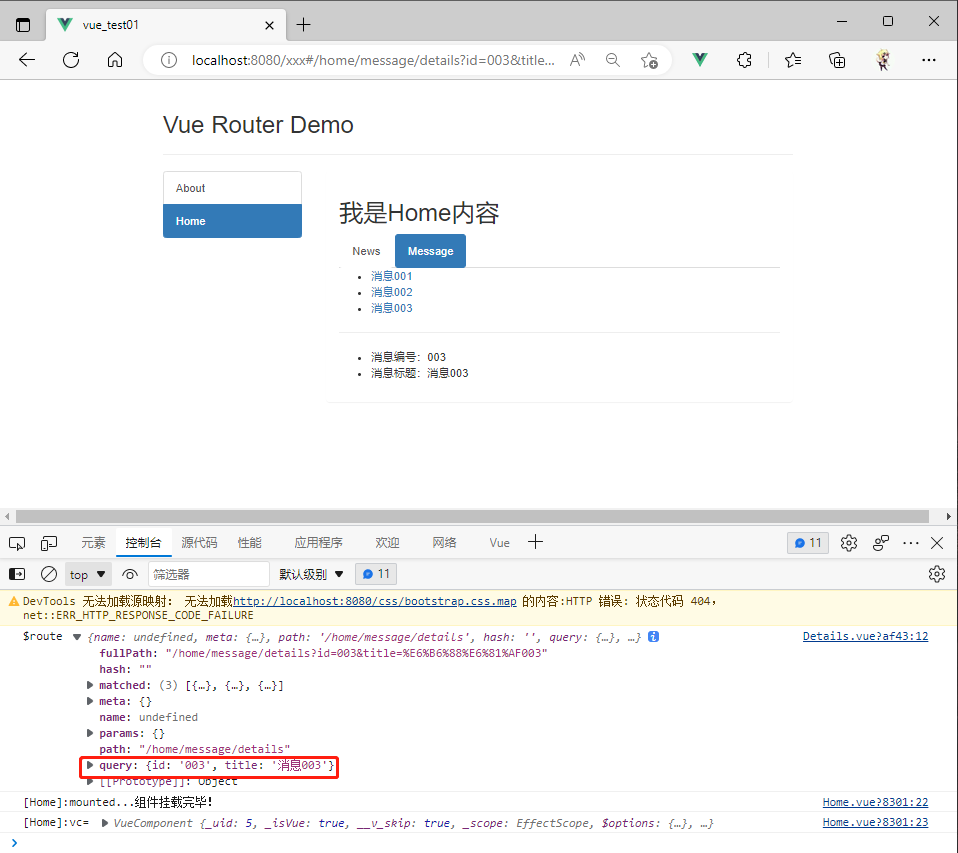 vue_test01
localhost:8080/xxx#/home/message/details?id=003&title...
Vue Router Demo
About
Home
我是Home内容
News
Message
消息001
消息002
消息003
消息编号：003
消息标题：消息003
元素 控制台 源代码 性能 应用程序 欢迎 网络 Vue 11
top 筛选器 默认级别 11
DevTools 无法加载源映射： 无法加载http://localhost:8080/css/bootstrap.css.map 的内容:HTTP 错误: 状态代码 404，
net::ERR_HTTP_RESPONSE_CODE_FAILURE
$route {name: undefined, meta: {…}, path: '/home/message/details', hash: '', query: {…}, …} Details.vue?af43:12
fullPath: "/home/message/details?id=003&title=%E6%B6%88%E6%81%AF003"
hash: ""
matched: (3) [{…}, {…}, {…}]
meta: {}
name: undefined
params: {}
path: "/home/message/details"
query: {id: '003', title: '消息003'}
[[Prototype]]: Object
[Home]:mounted...组件挂载完毕! Home.vue?8301:22
[Home]:vc= VueComponent {_uid: 5, _isVue: true, __v_skip: true, _scope: EffectScope, $options: {…}, …} Home.vue?8301:23